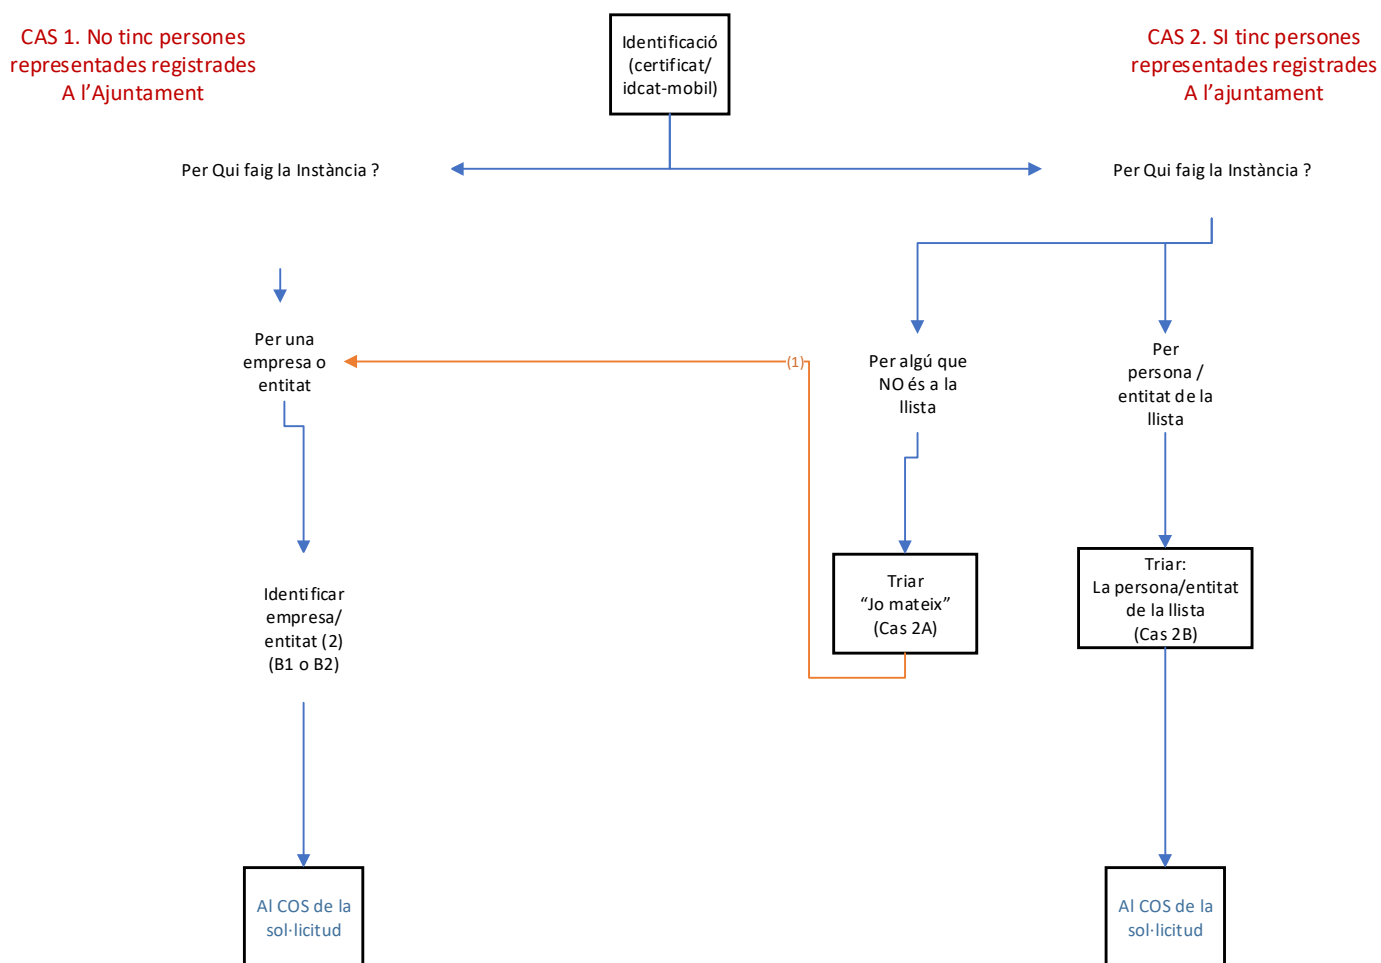 CAS 1. No tinc persones
representades registrades
A l’Ajuntament
Identificació
(certificat/
idcat-mobil)
CAS 2. SI tinc persones
representades registrades
A l’ajuntament
Per Qui faig la Instància ?
Per Qui faig la Instància ?
Per una
empresa o
entitat
(1)
Per algú que
NO és a la
llista
Per
persona /
entitat de la
llista
Identificar
empresa/
entitat (2)
(B1 o B2)
Triar
“Jo mateix”
(Cas 2A)
Triar:
La persona/entitat
de la llista
(Cas 2B)
Al COS de la
sol·licitud
Al COS de la
sol·licitud